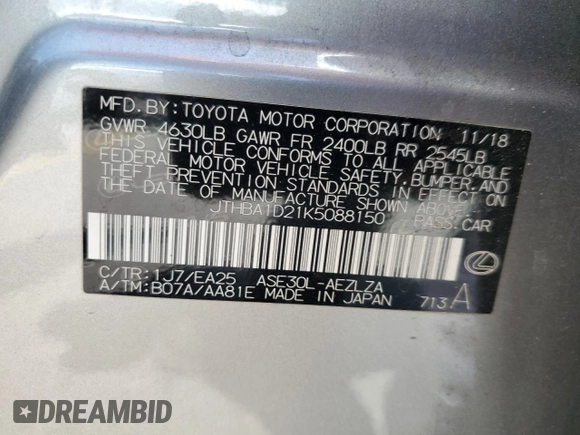 MFD. BY: TOYOTA MOTOR CORPORATION 11/18
GVWR 4630LB GAWR FR 2400LB RR 2545LB
THIS VEHICLE CONFORMS TO ALL APPLICABLE
FEDERAL MOTOR VEHICLE SAFETY, BUMPER, AND
THEFT PREVENTION STANDARDS IN EFFECT ON
THE DATE OF MANUFACTURE SHOWN ABOVE.
JTHBA1D21K5088150 PASS.CAR
C/TR: 1J7/EA25 ASE30L-AEZLZA
A/TM: B07A/AA81E MADE IN JAPAN 713 A
DREAMBID